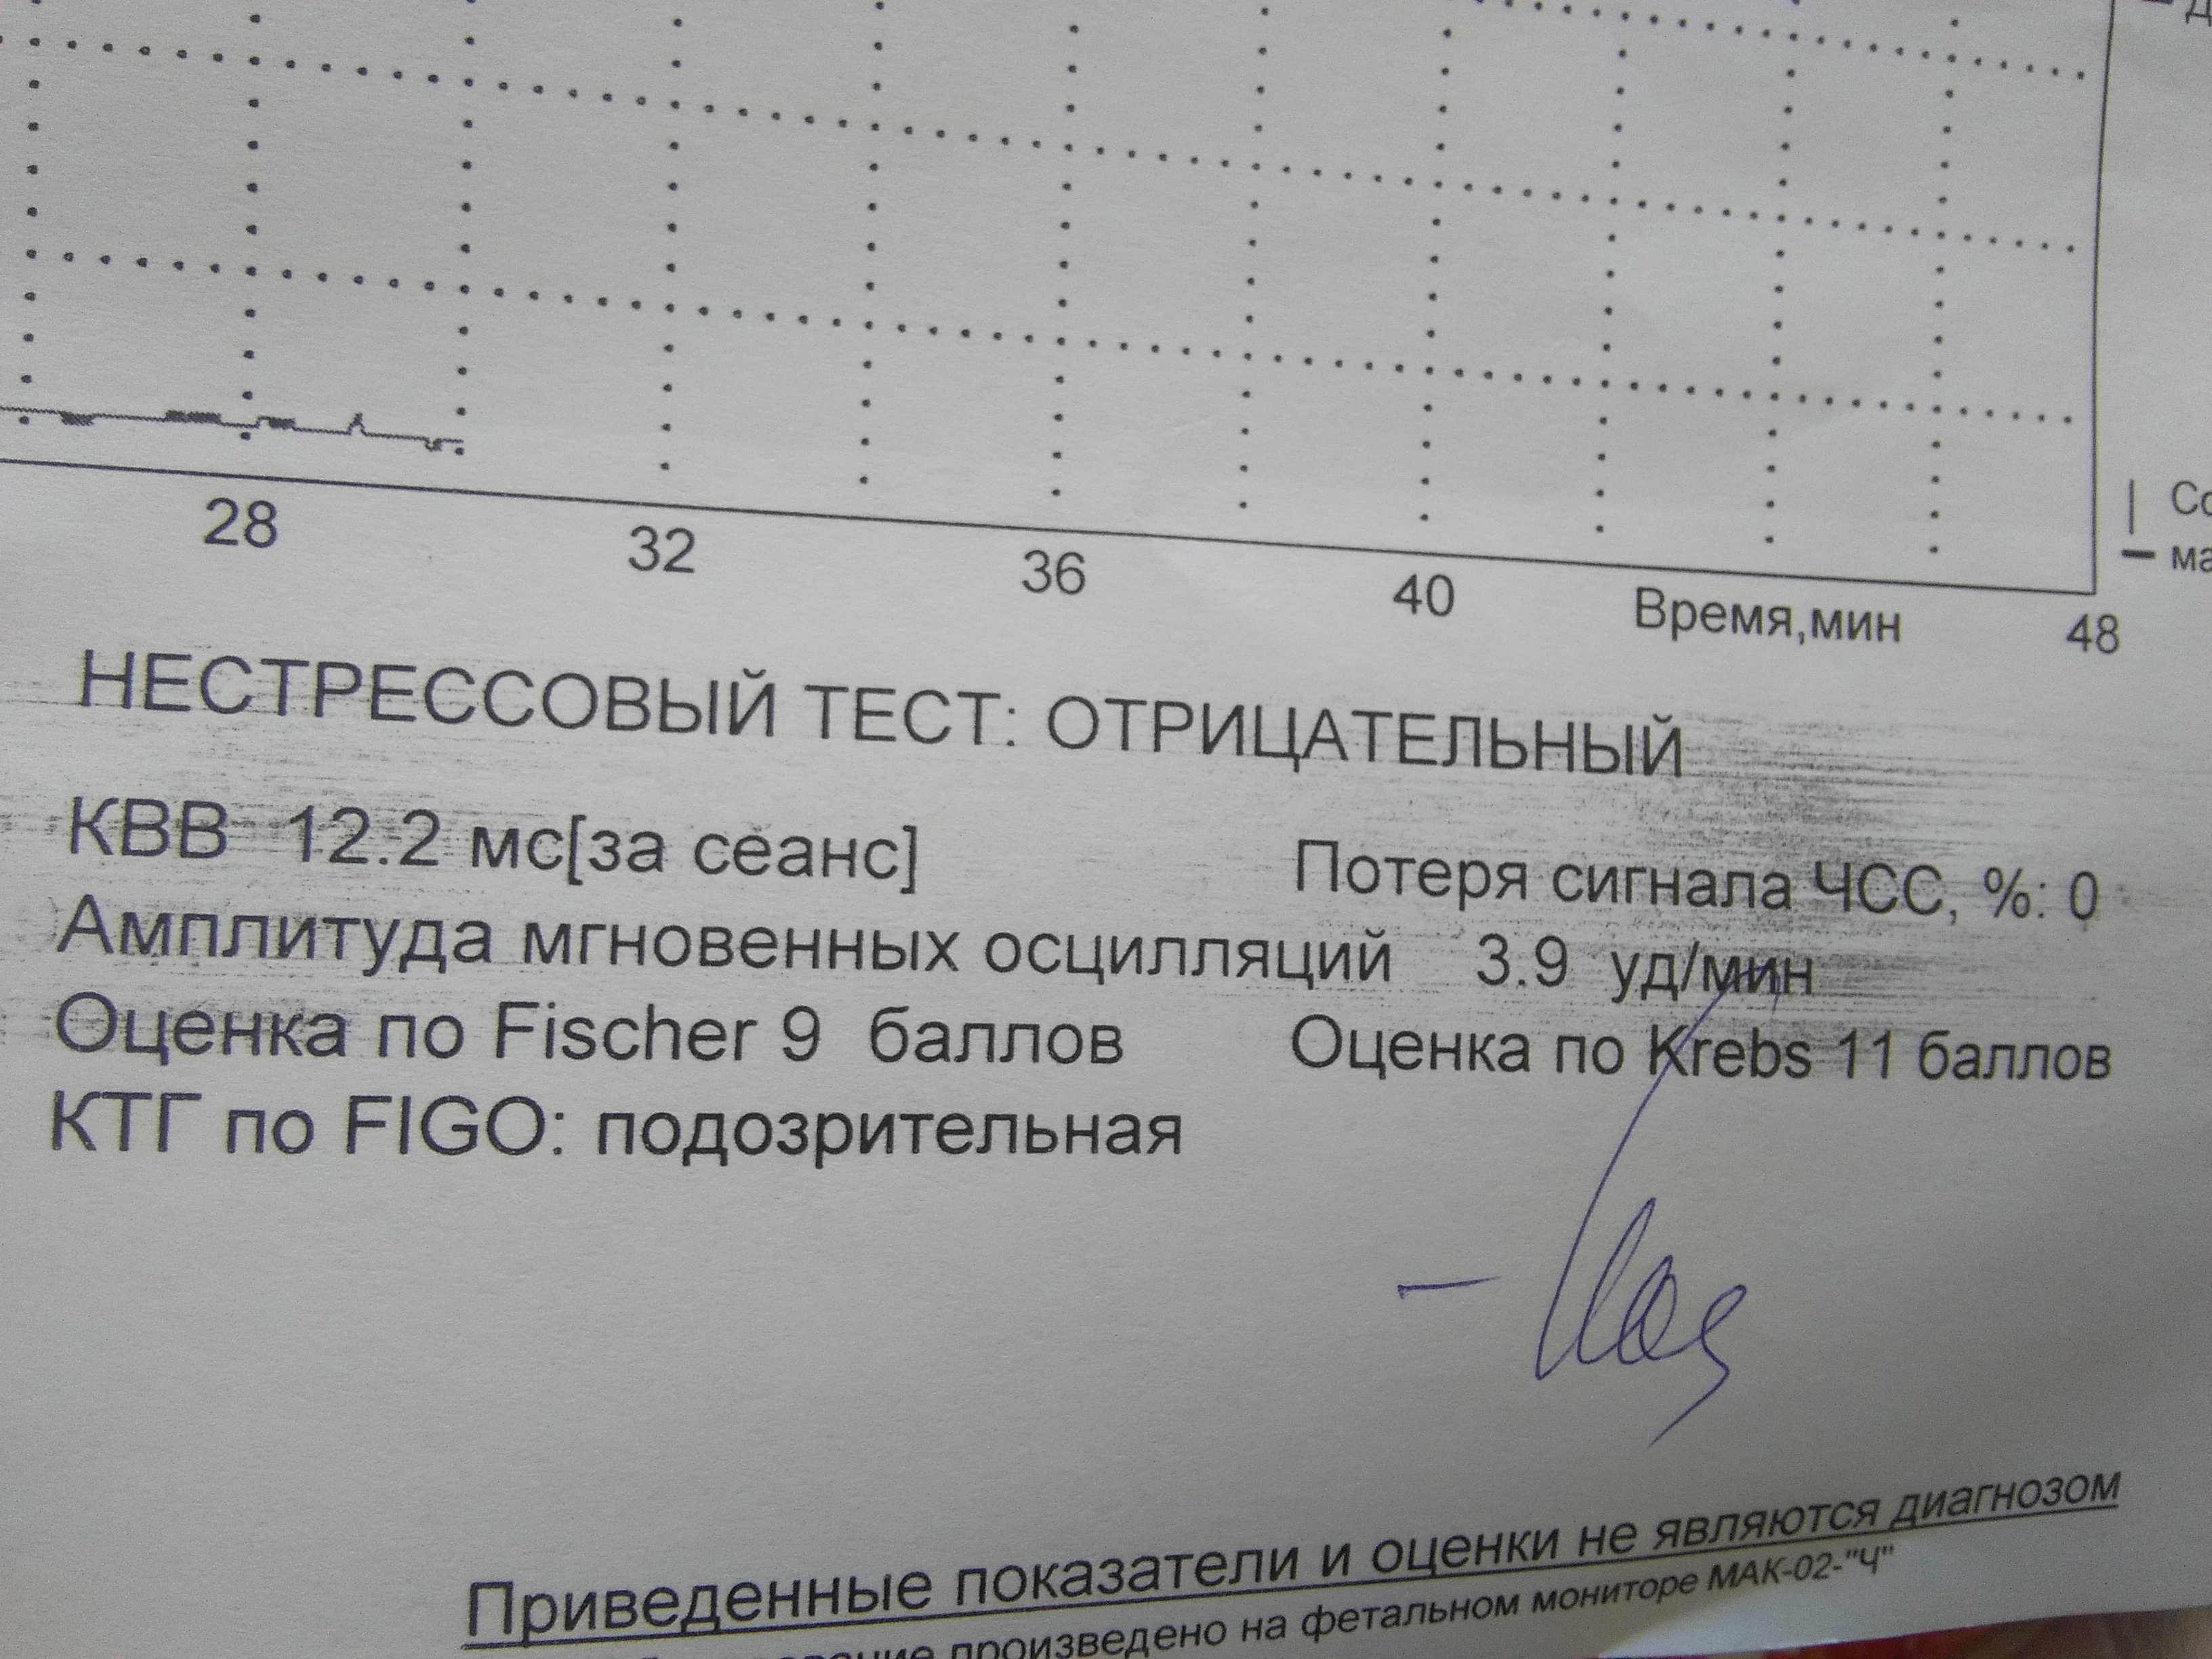 28 32 36 40 Время,мин 48
НЕСТРЕССОВЫЙ ТЕСТ: ОТРИЦАТЕЛЬНЫЙ
КВВ 12.2 мс[за сеанс] Потеря сигнала ЧСС, %: 0
Амплитуда мгновенных осцилляций 3.9 уд/мин
Оценка по Fischer 9 баллов Оценка по Krebs 11 баллов
КТГ по FIGO: подозрительная
Приведенные показатели и оценки не являются диагнозом
произведено на фетальном мониторе МАК-02-"Ч"